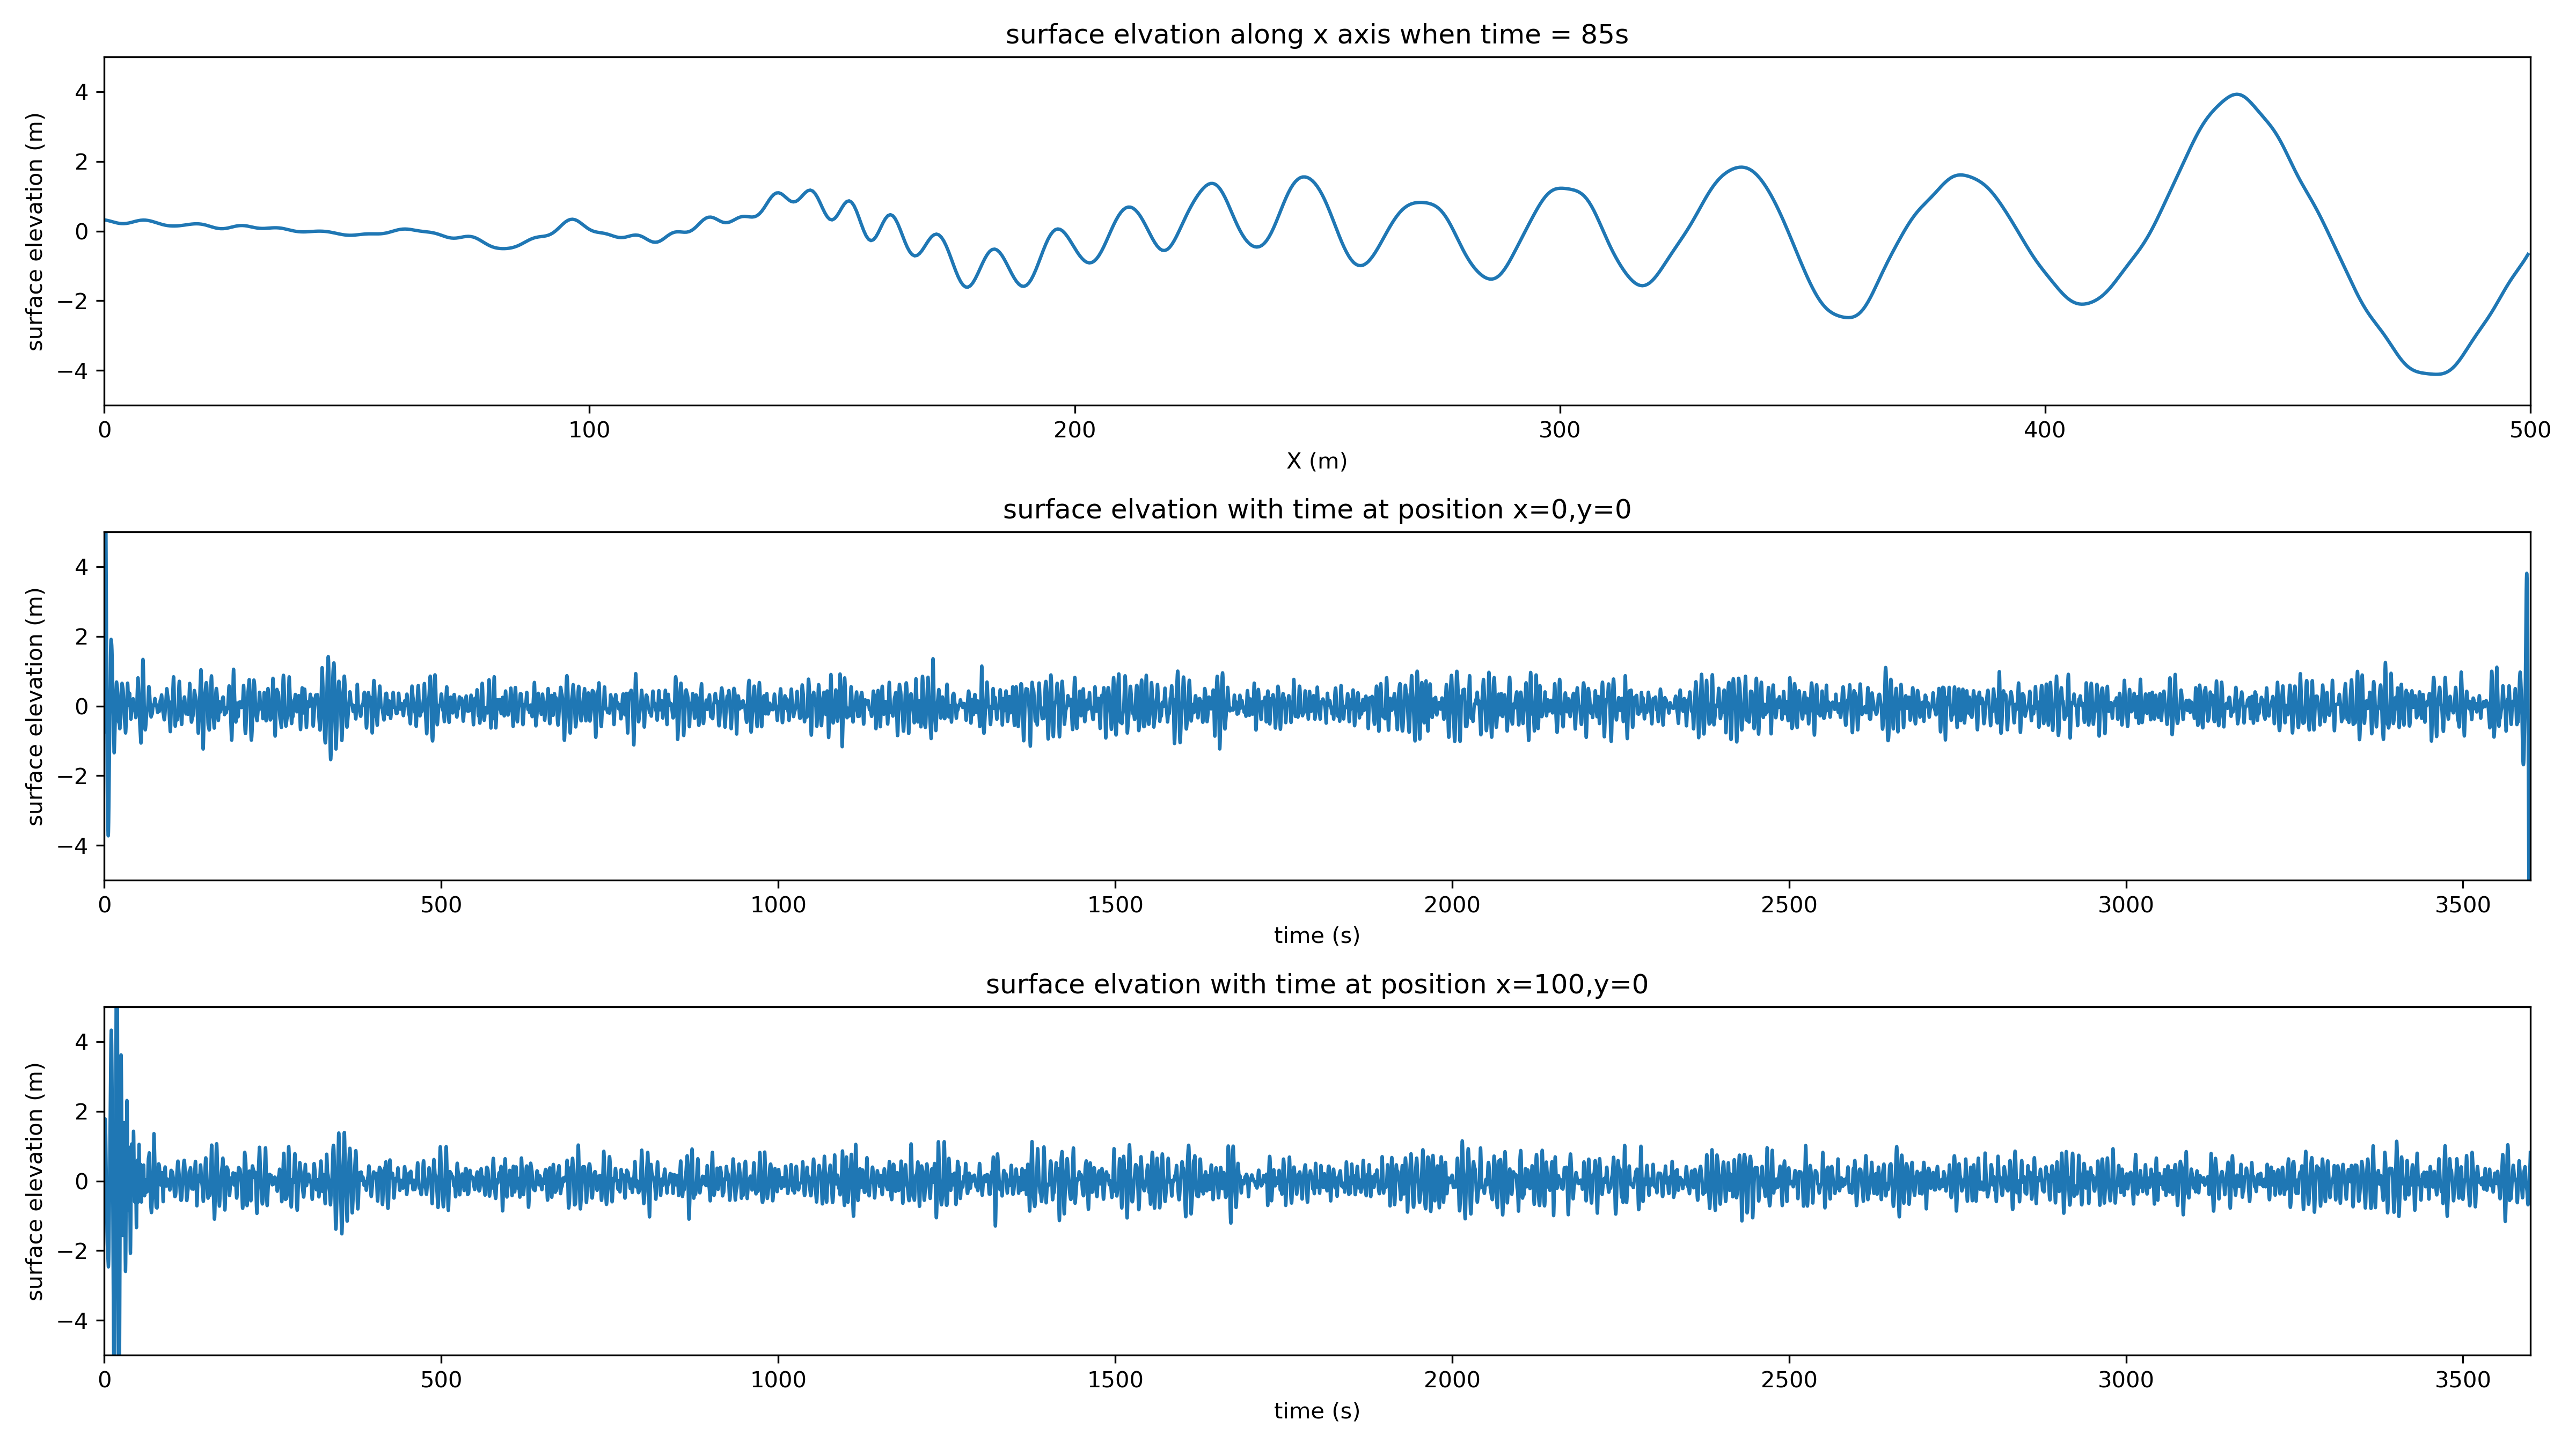 surface elvation along x axis when time = 85s
surface elevation (m)
4
2
0
−2
−4
0 100 200 300 400 500
X (m)
surface elvation with time at position x=0,y=0
surface elevation (m)
4
2
0
−2
−4
0 500 1000 1500 2000 2500 3000 3500
time (s)
surface elvation with time at position x=100,y=0
surface elevation (m)
4
2
0
−2
−4
0 500 1000 1500 2000 2500 3000 3500
time (s)